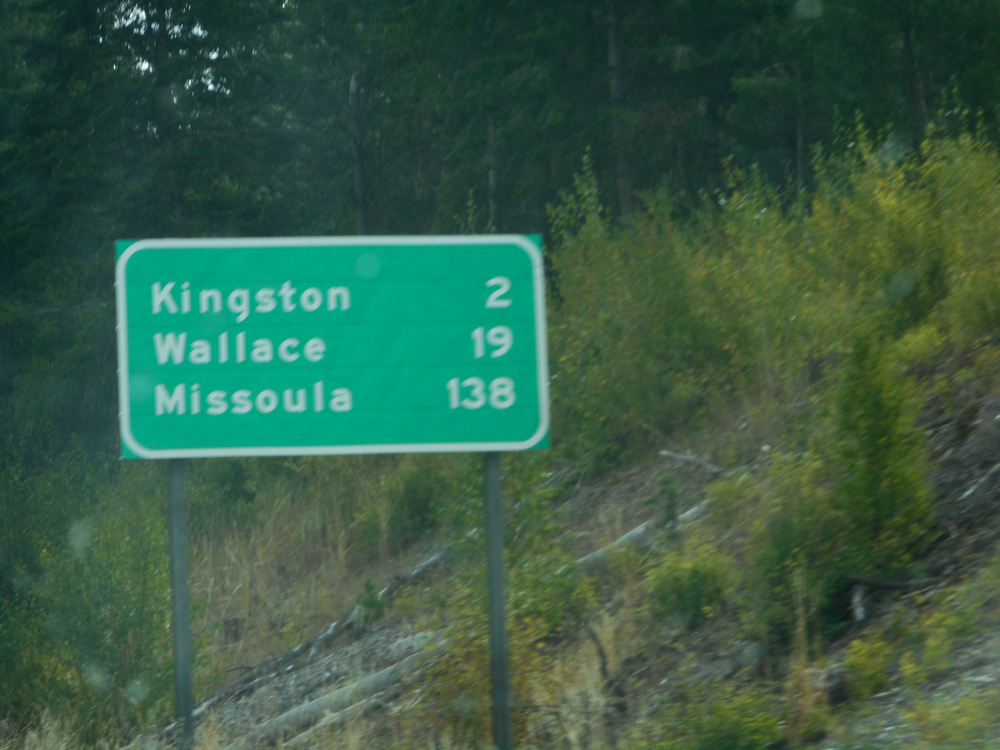 Kingston 2
Wallace 19
Missoula 138